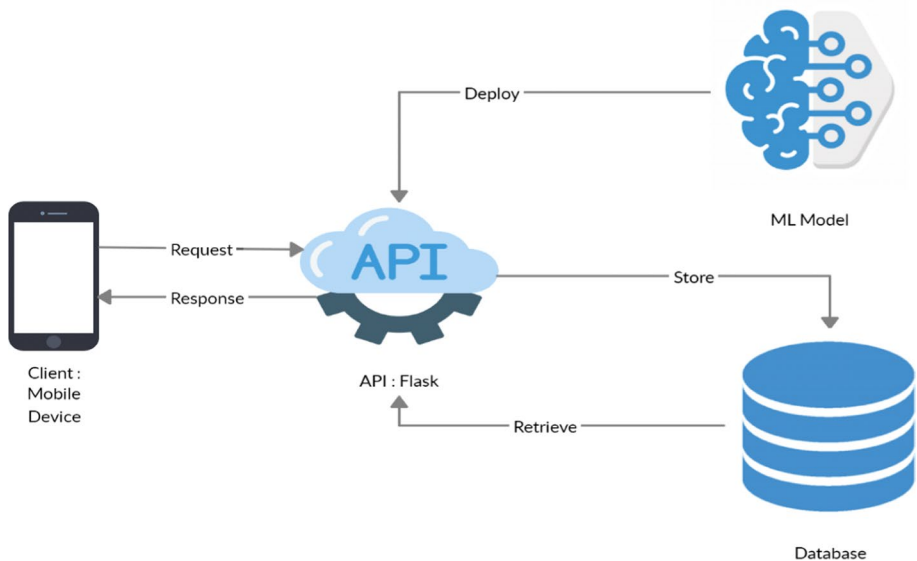 Deploy
ML Model
Request
API
Store
Response
Client :
Mobile
Device
API : Flask
Retrieve
Database